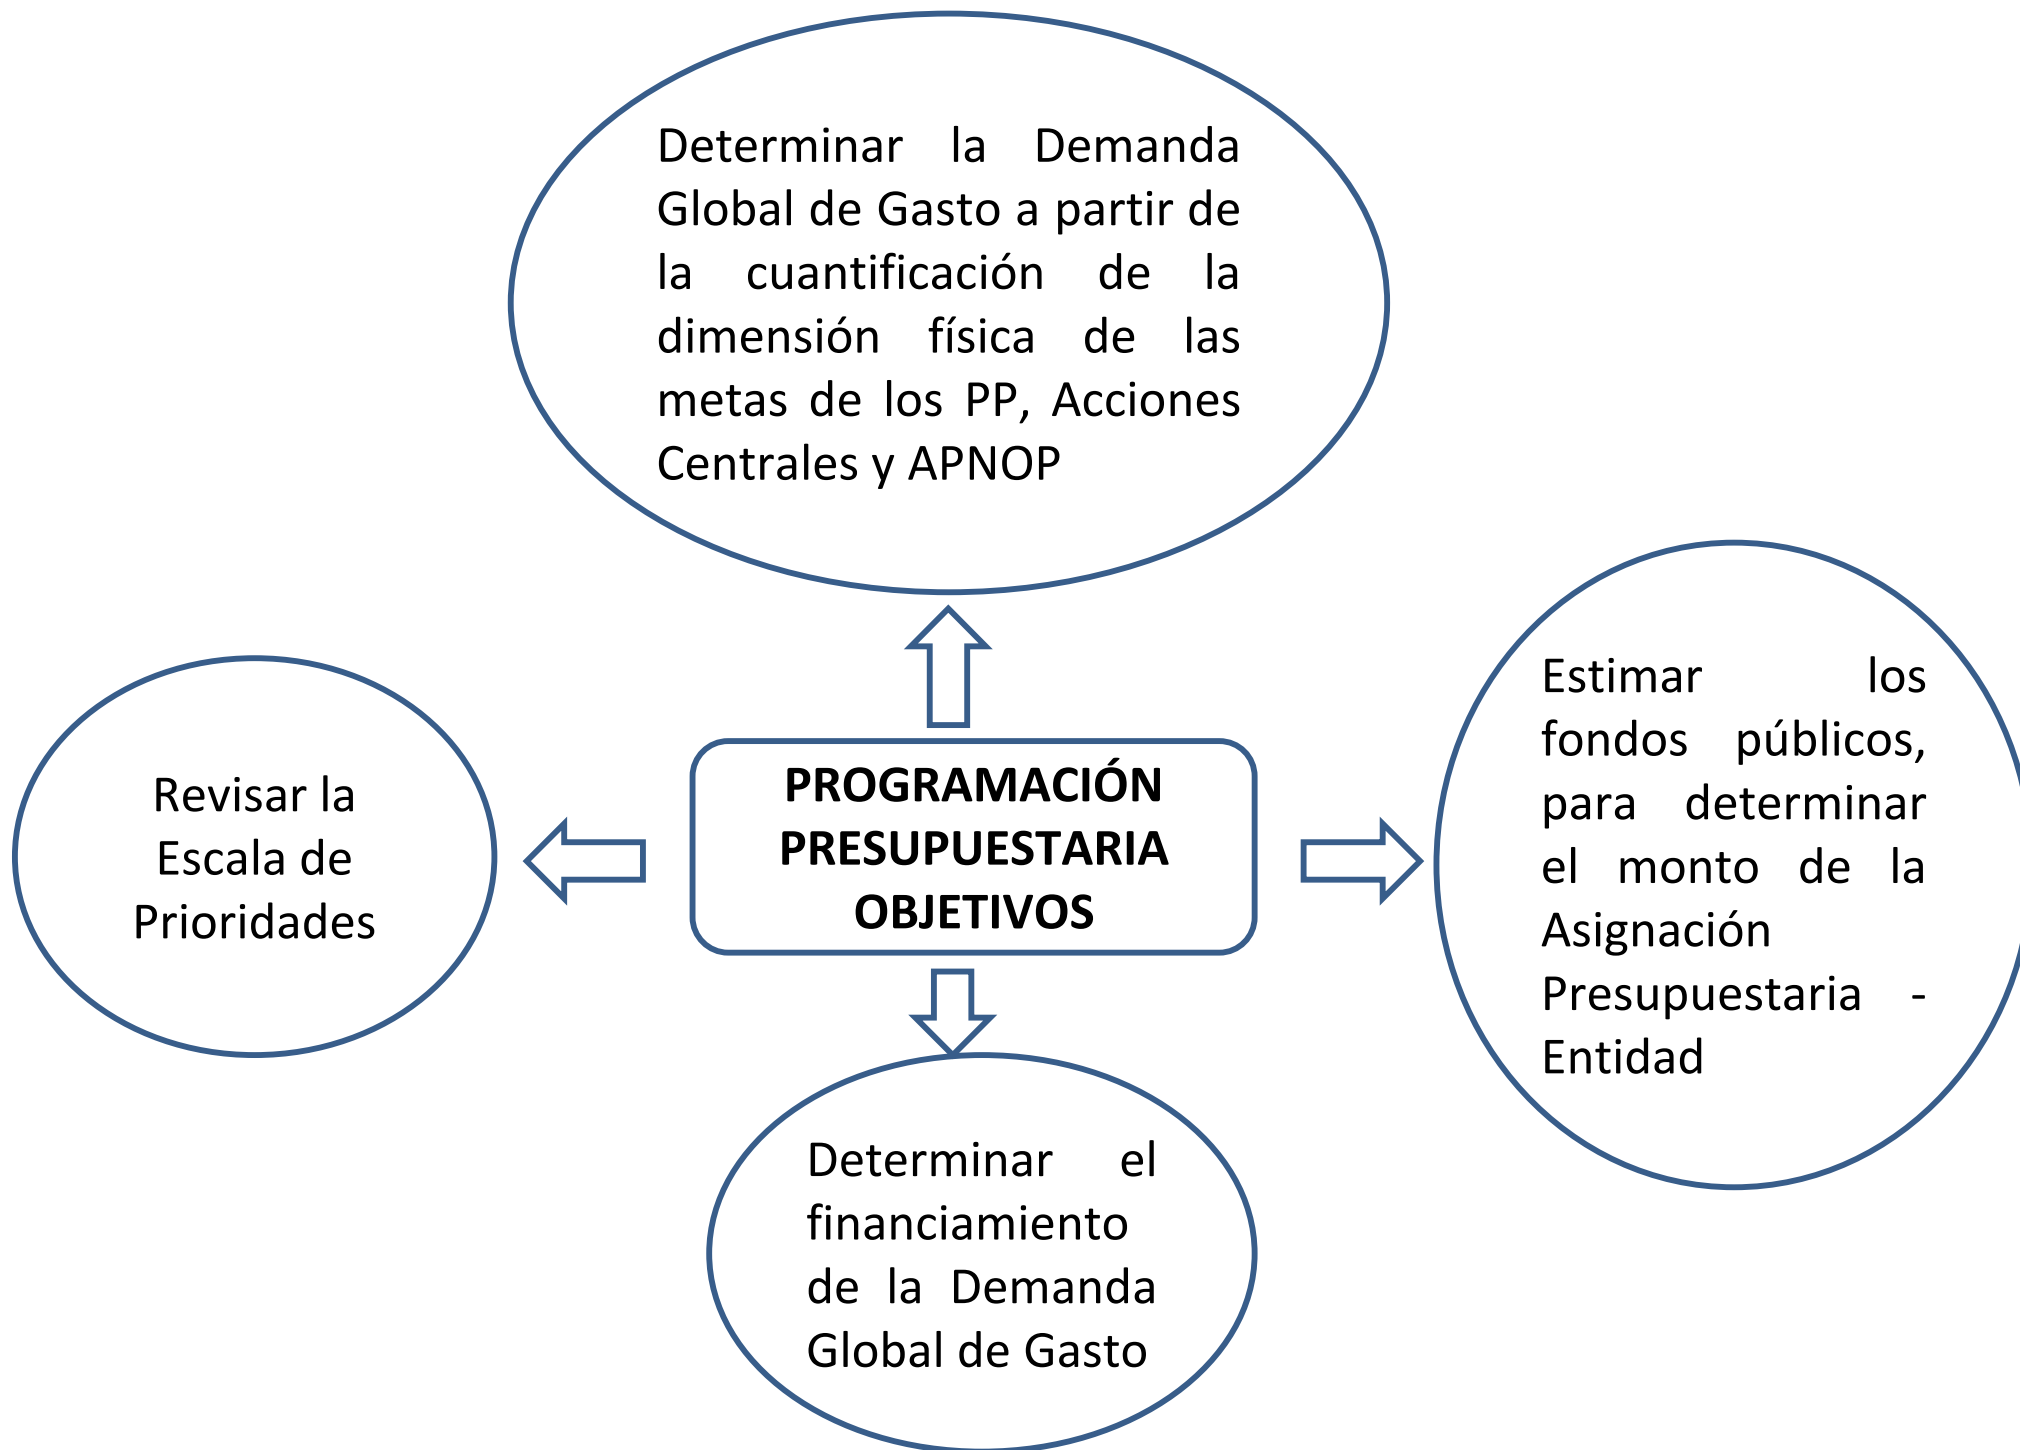 Determinar la Demanda
Global de Gasto a partir de
la cuantificación de la
dimensión física de las
metas de los PP, Acciones
Centrales y APNOP
Revisar la
Escala de
Prioridades
PROGRAMACIÓN
PRESUPUESTARIA
OBJETIVOS
Estimar los
fondos públicos,
para determinar
el monto de la
Asignación
Presupuestaria -
Entidad
Determinar el
financiamiento
de la Demanda
Global de Gasto